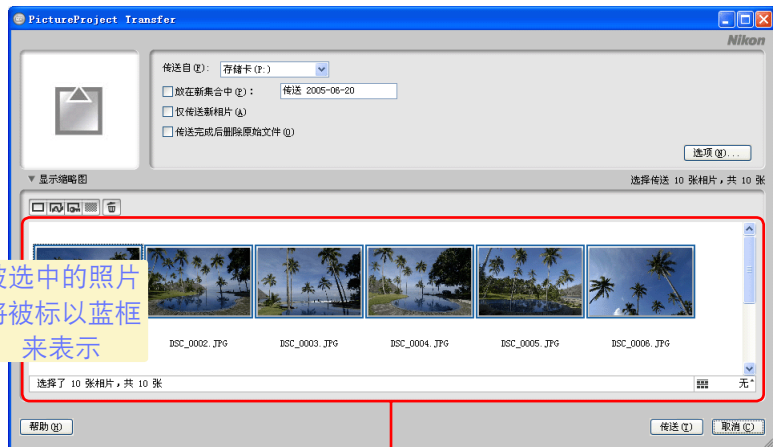 PictureProject Transfer
Nikon
传送自(F): 存储卡(P:)
放在新集合中(P): 传送 2005-06-20
仅传送新相片(A)
传送完成后删除原始文件(O)
选项(N)...
显示缩略图 选择传送 10 张相片，共 10 张
被选中的照片
将被标以蓝框
来表示
DSC_0002.JPG DSC_0003.JPG DSC_0004.JPG DSC_0005.JPG DSC_0006.JPG
选择了 10 张相片，共 10 张 无
帮助(H) 传送(T) 取消(C)